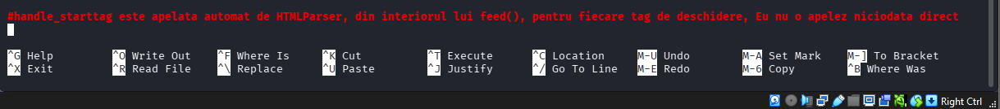 #handle_starttag este apelata automat de HTMLParser, din interiorul lui feed(), pentru fiecare tag de deschidere, Eu nu o apelez niciodata direct
^G Help ^O Write Out ^F Where Is ^K Cut ^T Execute ^C Location M-U Undo M-A Set Mark M-] To Bracket
^X Exit ^R Read File ^\ Replace ^U Paste ^J Justify ^/ Go To Line M-E Redo M-6 Copy ^B Where Was
Right Ctrl